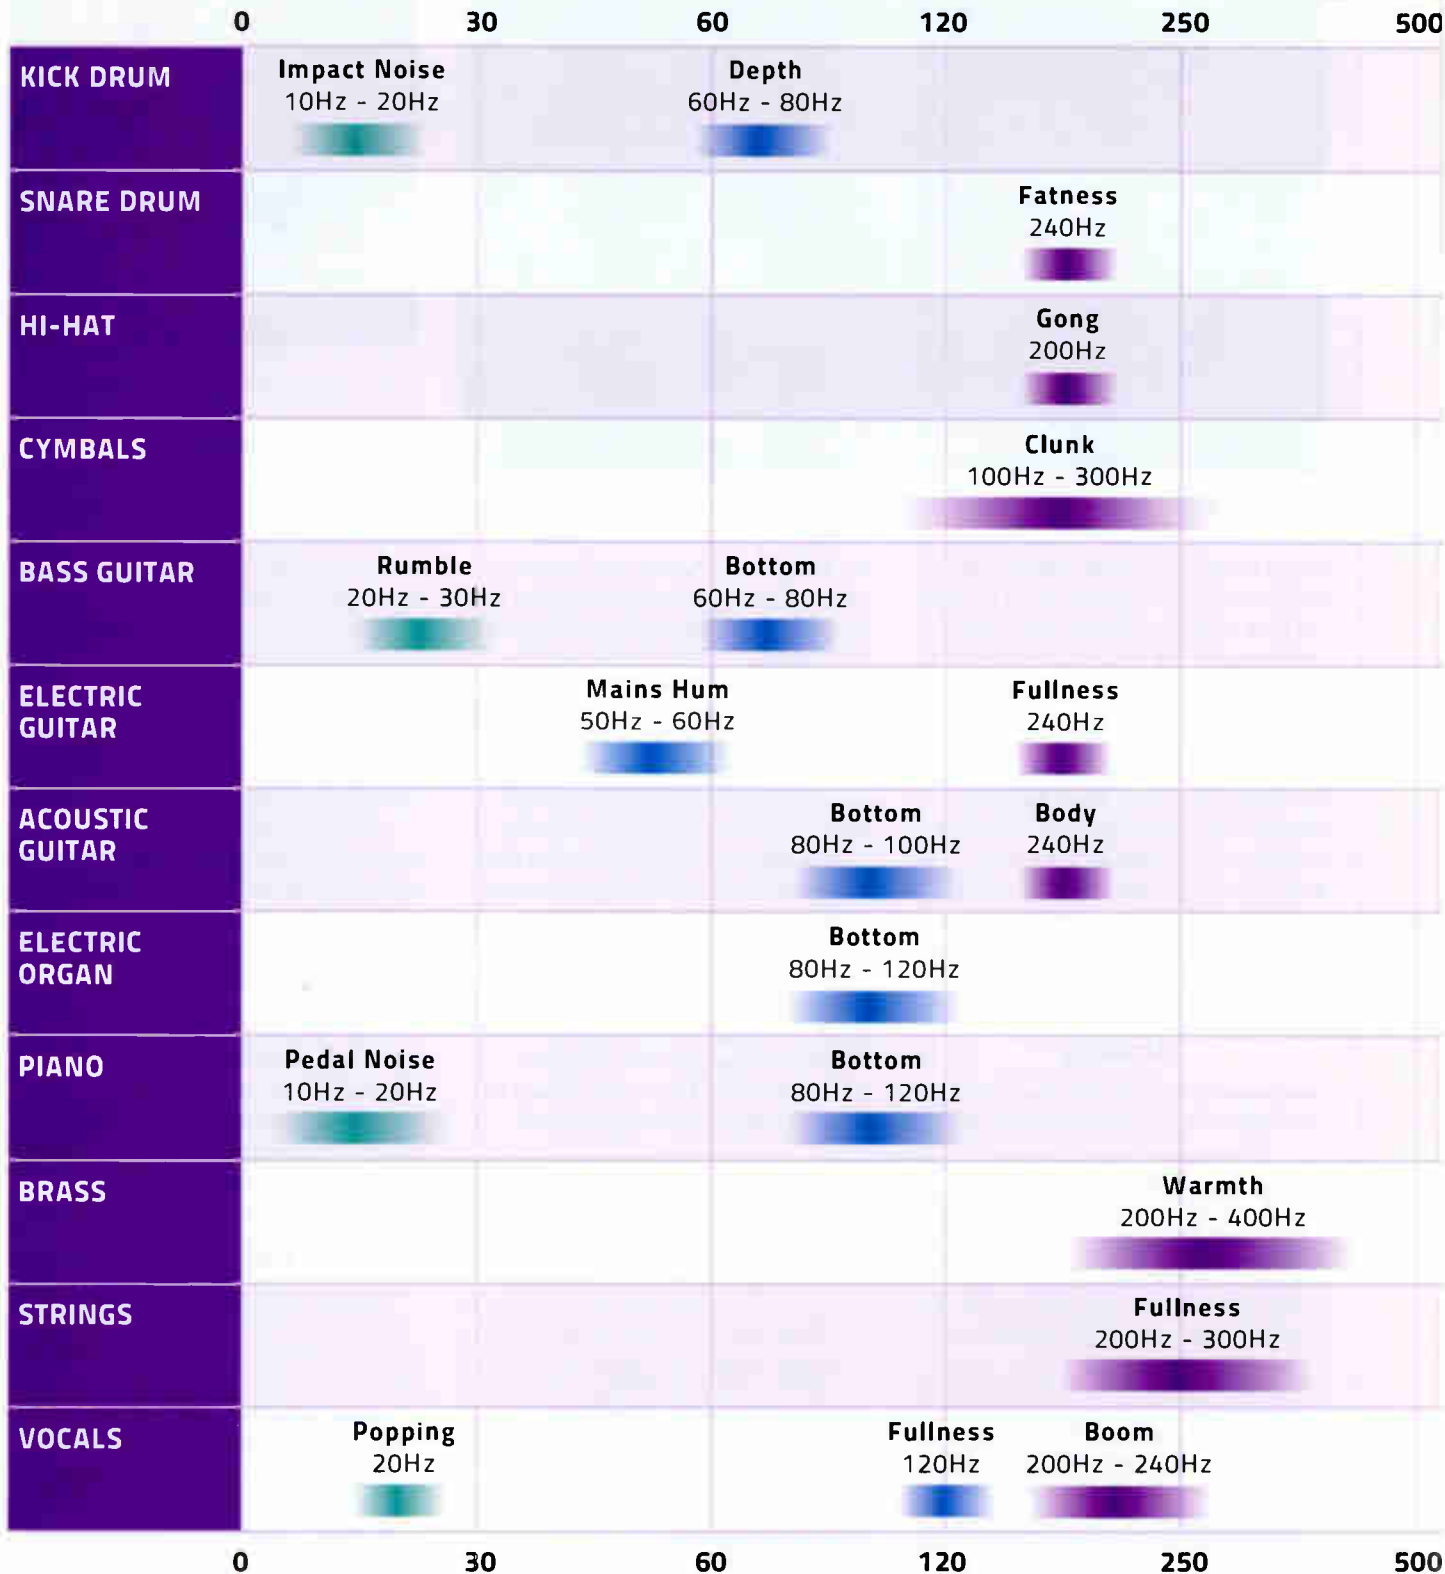 0 30 60 120 250 500
KICK DRUM
Impact Noise
10Hz - 20Hz
Depth
60Hz - 80Hz
SNARE DRUM
Fatness
240Hz
HI-HAT
Gong
200Hz
CYMBALS
Clunk
100Hz - 300Hz
BASS GUITAR
Rumble
20Hz - 30Hz
Bottom
60Hz - 80Hz
ELECTRIC
GUITAR
Mains Hum
50Hz - 60Hz
Fullness
240Hz
ACOUSTIC
GUITAR
Bottom
80Hz - 100Hz
Body
240Hz
ELECTRIC
ORGAN
Bottom
80Hz - 120Hz
PIANO
Pedal Noise
10Hz - 20Hz
Bottom
80Hz - 120Hz
BRASS
Warmth
200Hz - 400Hz
STRINGS
Fullness
200Hz - 300Hz
VOCALS
Popping
20Hz
Fullness
120Hz
Boom
200Hz - 240Hz
0 30 60 120 250 500